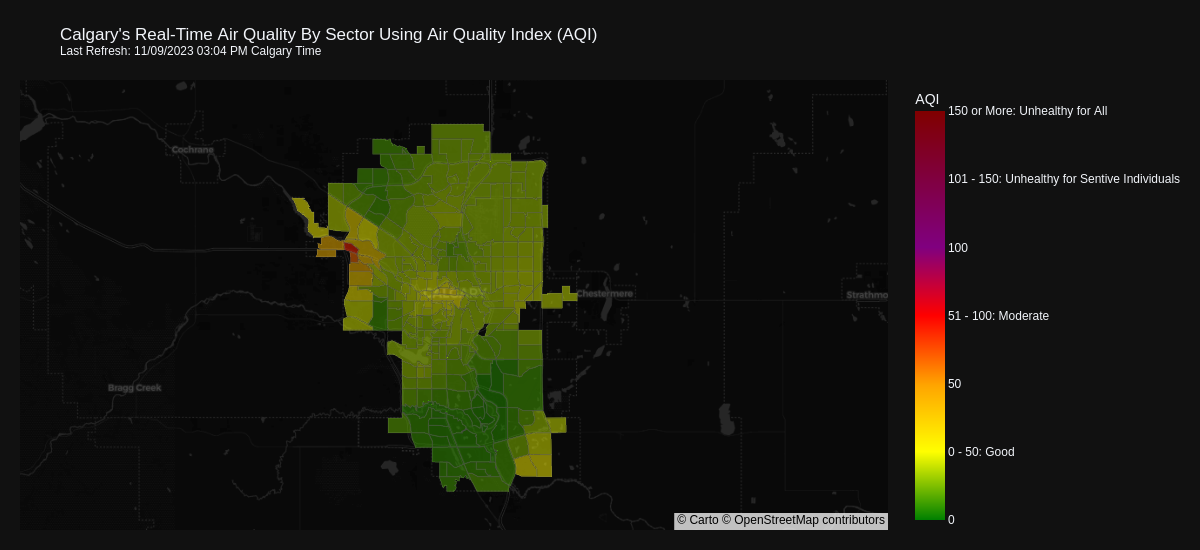 Calgary's Real-Time Air Quality By Sector Using Air Quality Index (AQI)
Last Refresh: 11/09/2023 03:04 PM Calgary Time
AQI
150 or More: Unhealthy for All
Cochrane
101 - 150: Unhealthy for Sentive Individuals
100
CALGARY
Chestermere
Strathmo
51 - 100: Moderate
50
Bragg Creek
0 - 50: Good
0
© Carto © OpenStreetMap contributors